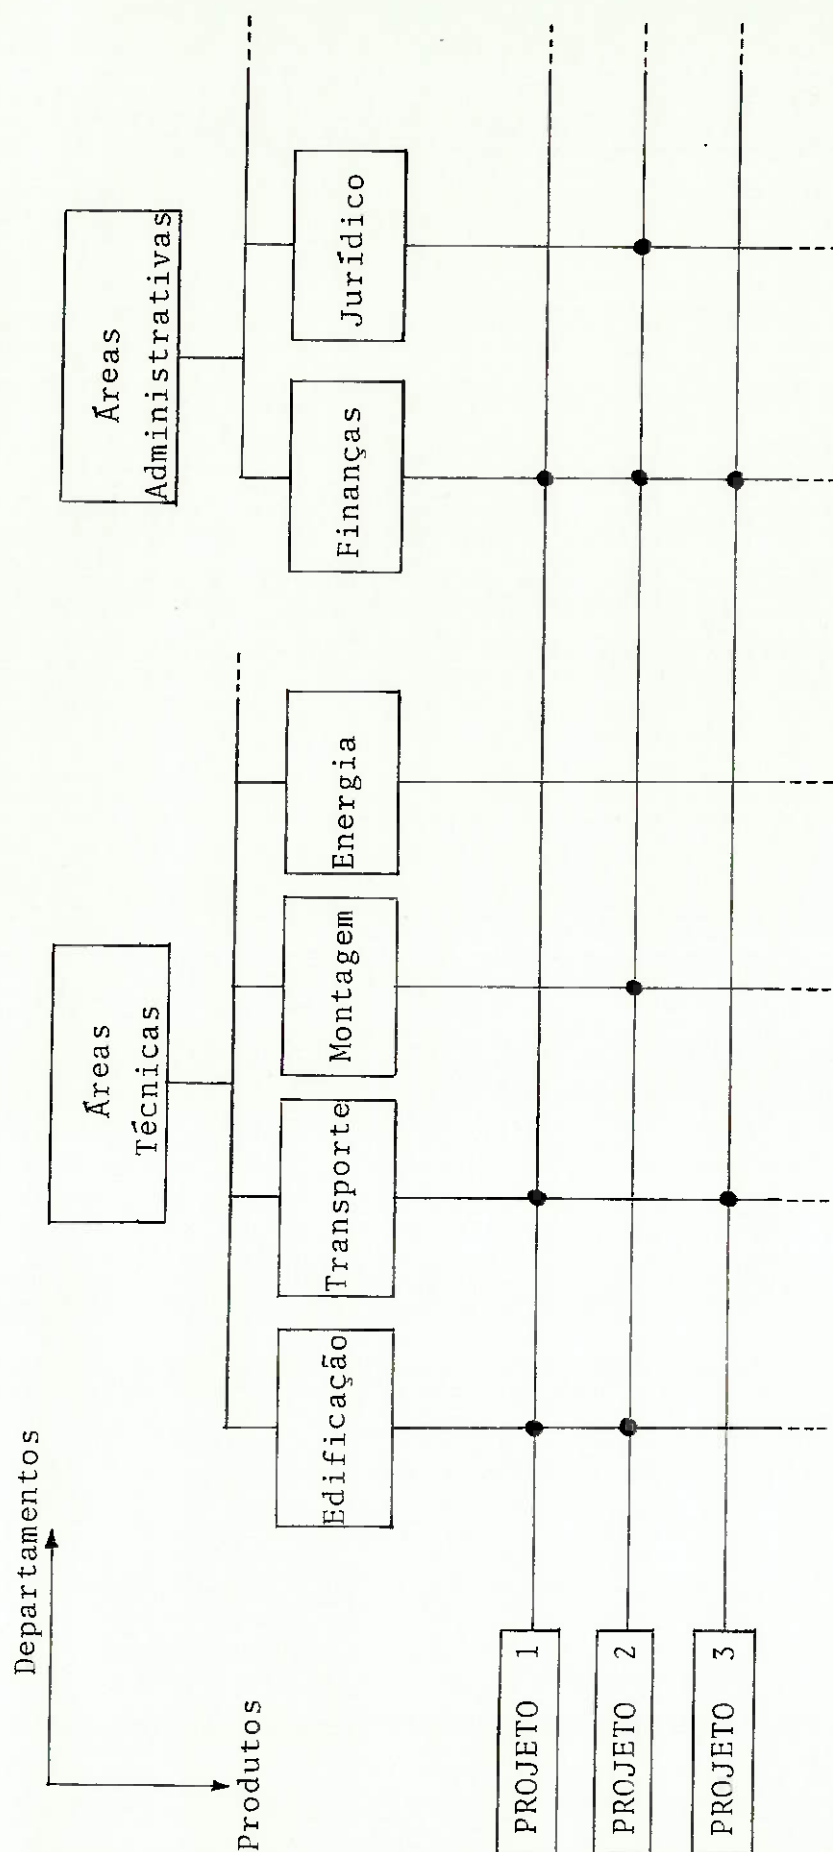 Departamentos
Produtos
Áreas
Técnicas
Áreas
Administrativas
Edificação
Transporte
Montagem
Energia
Finanças
Jurídico
PROJETO 1
PROJETO 2
PROJETO 3